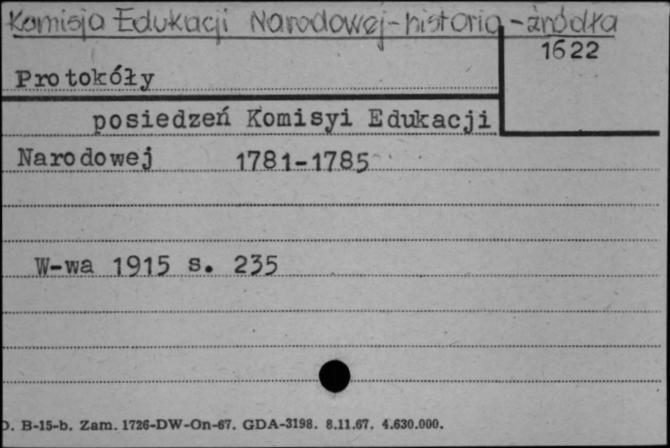 Komisja Edukacji Narodowej-historia-źródła
1622
Protokóły
posiedzeń Komisyi Edukacji
Narodowej 1781-1785
W-wa 1915 s. 235
D. B-15-b. Zam. 1726-DW-On-67. GDA-3198. 8.11.67. 4.630.000.